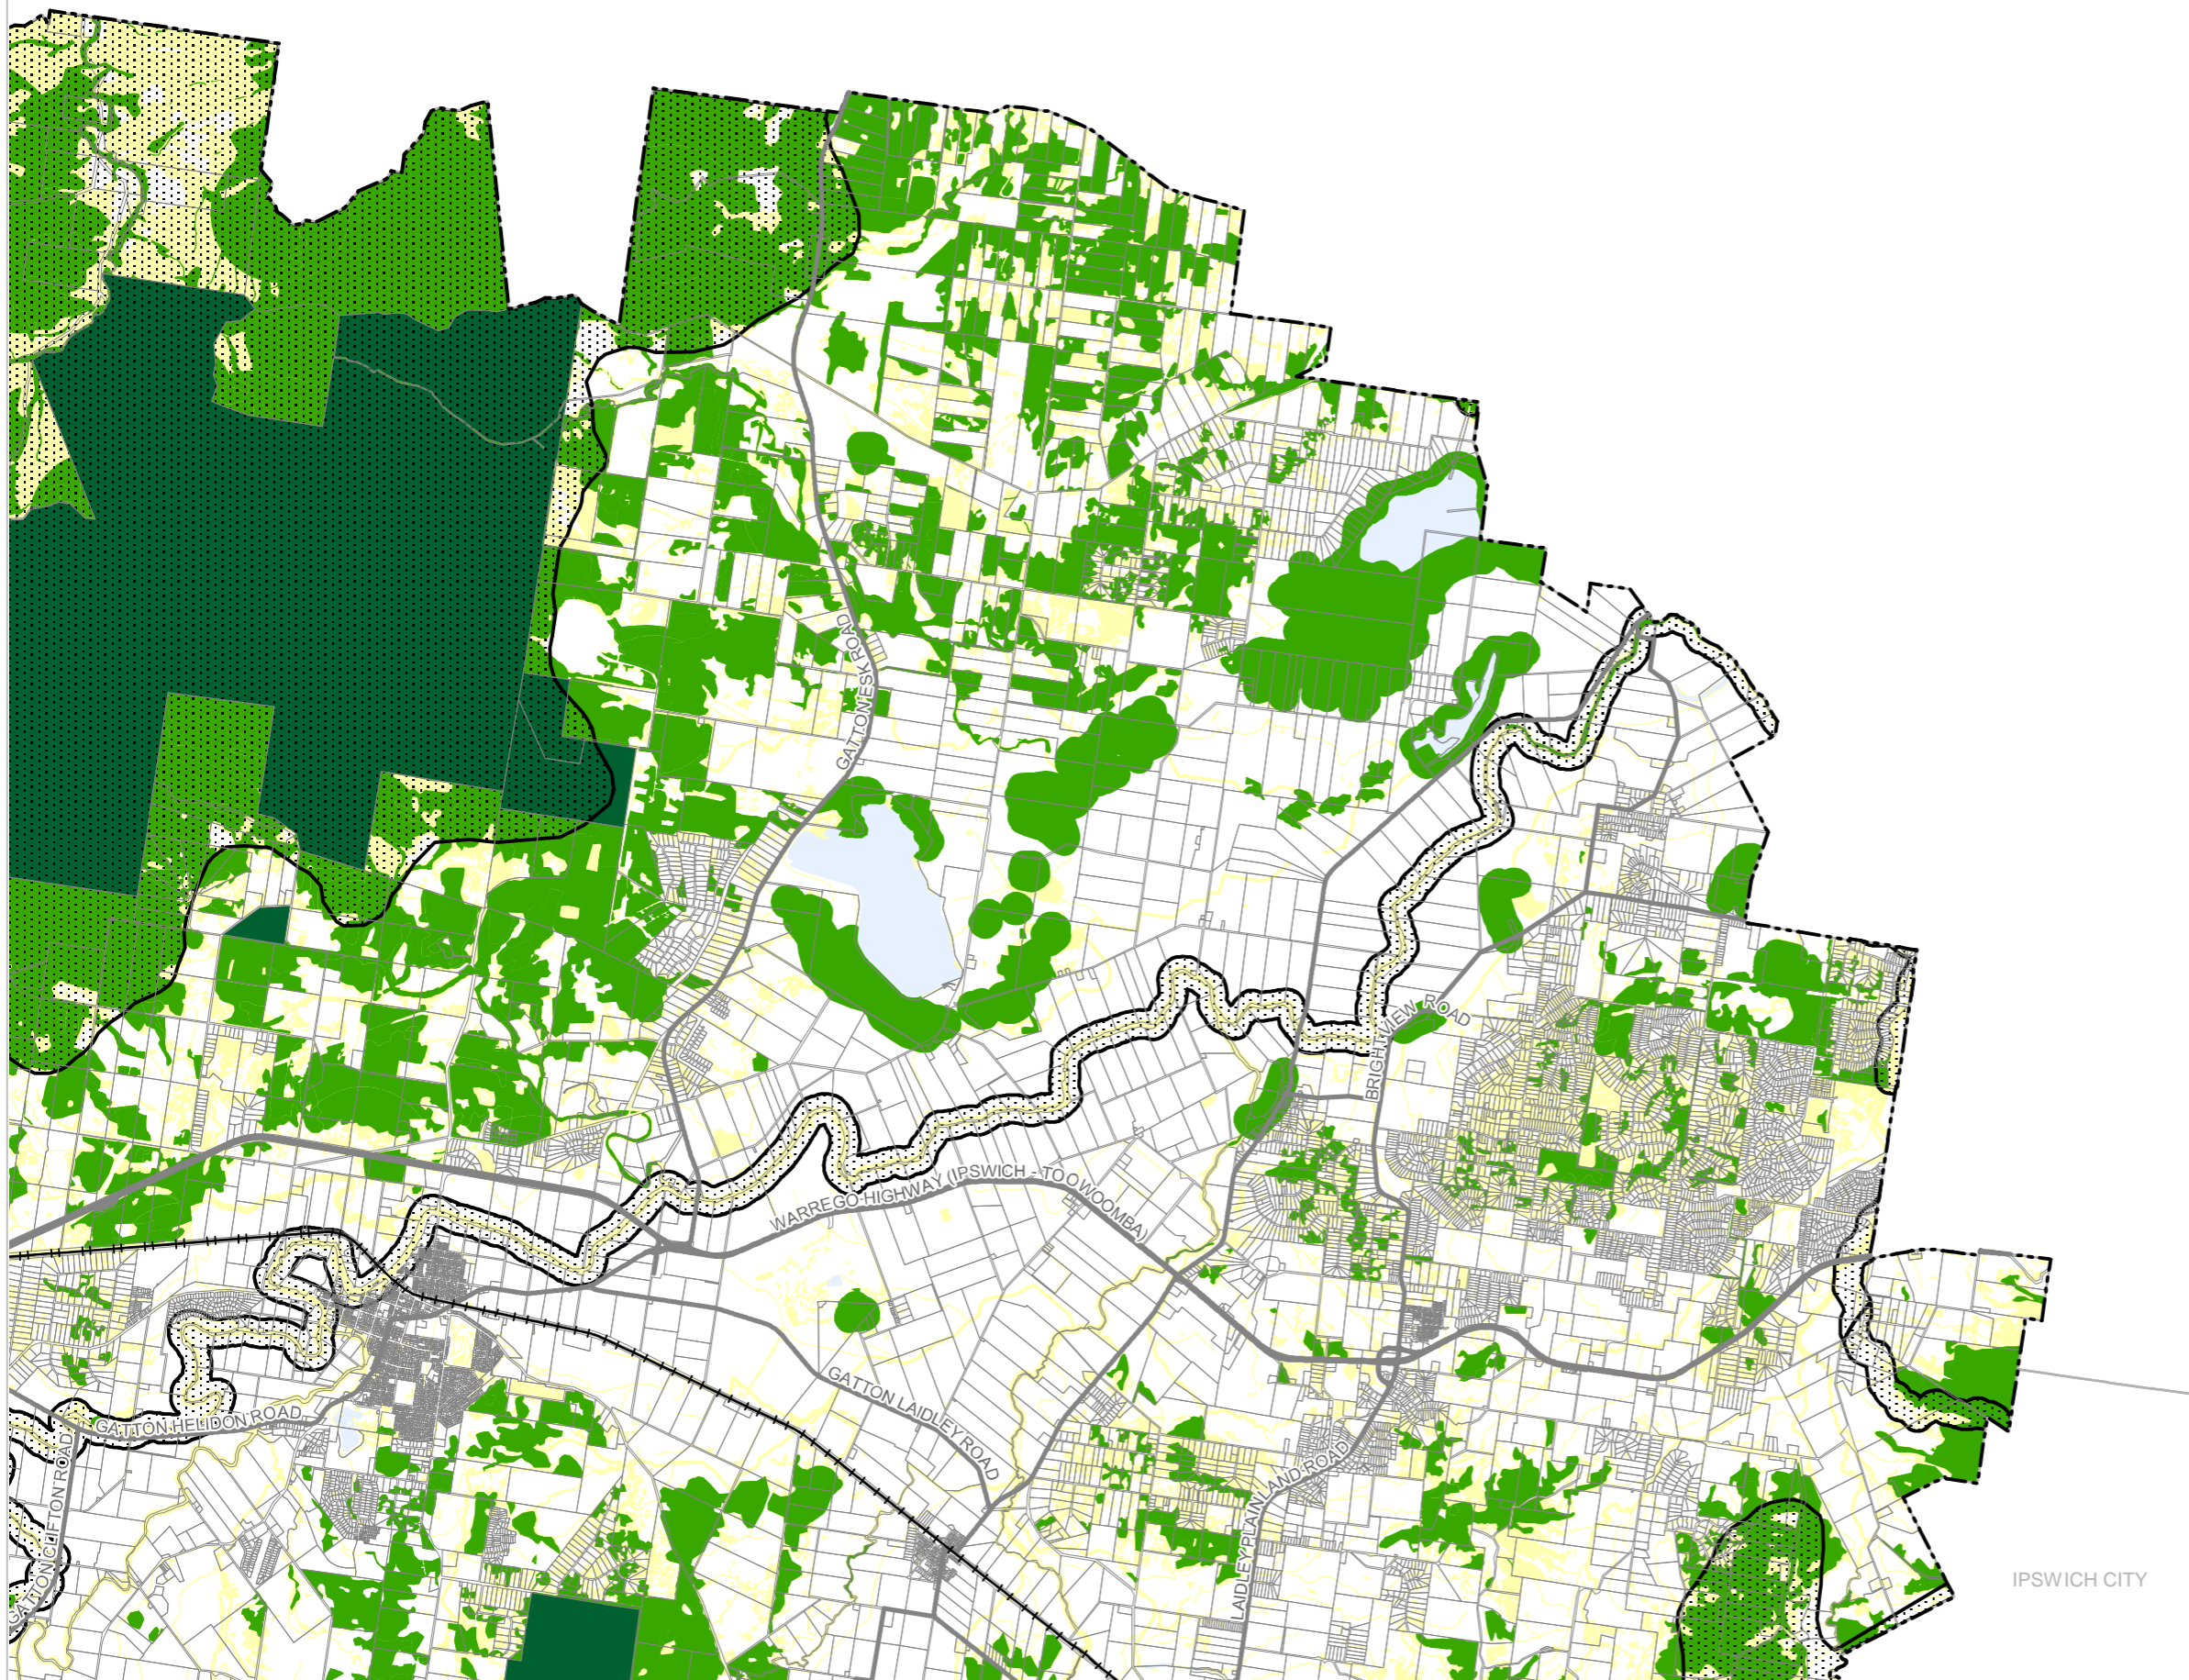 GATTON ESK ROAD
BRIGHTVIEW ROAD
WARREGO HIGHWAY (IPSWICH - TOOWOOMBA)
GATTON LAIDLEY ROAD
GATTON HELIDON ROAD
GATTON CLIFTON ROAD
LAIDLEY PLAINLAND ROAD
IPSWICH CITY